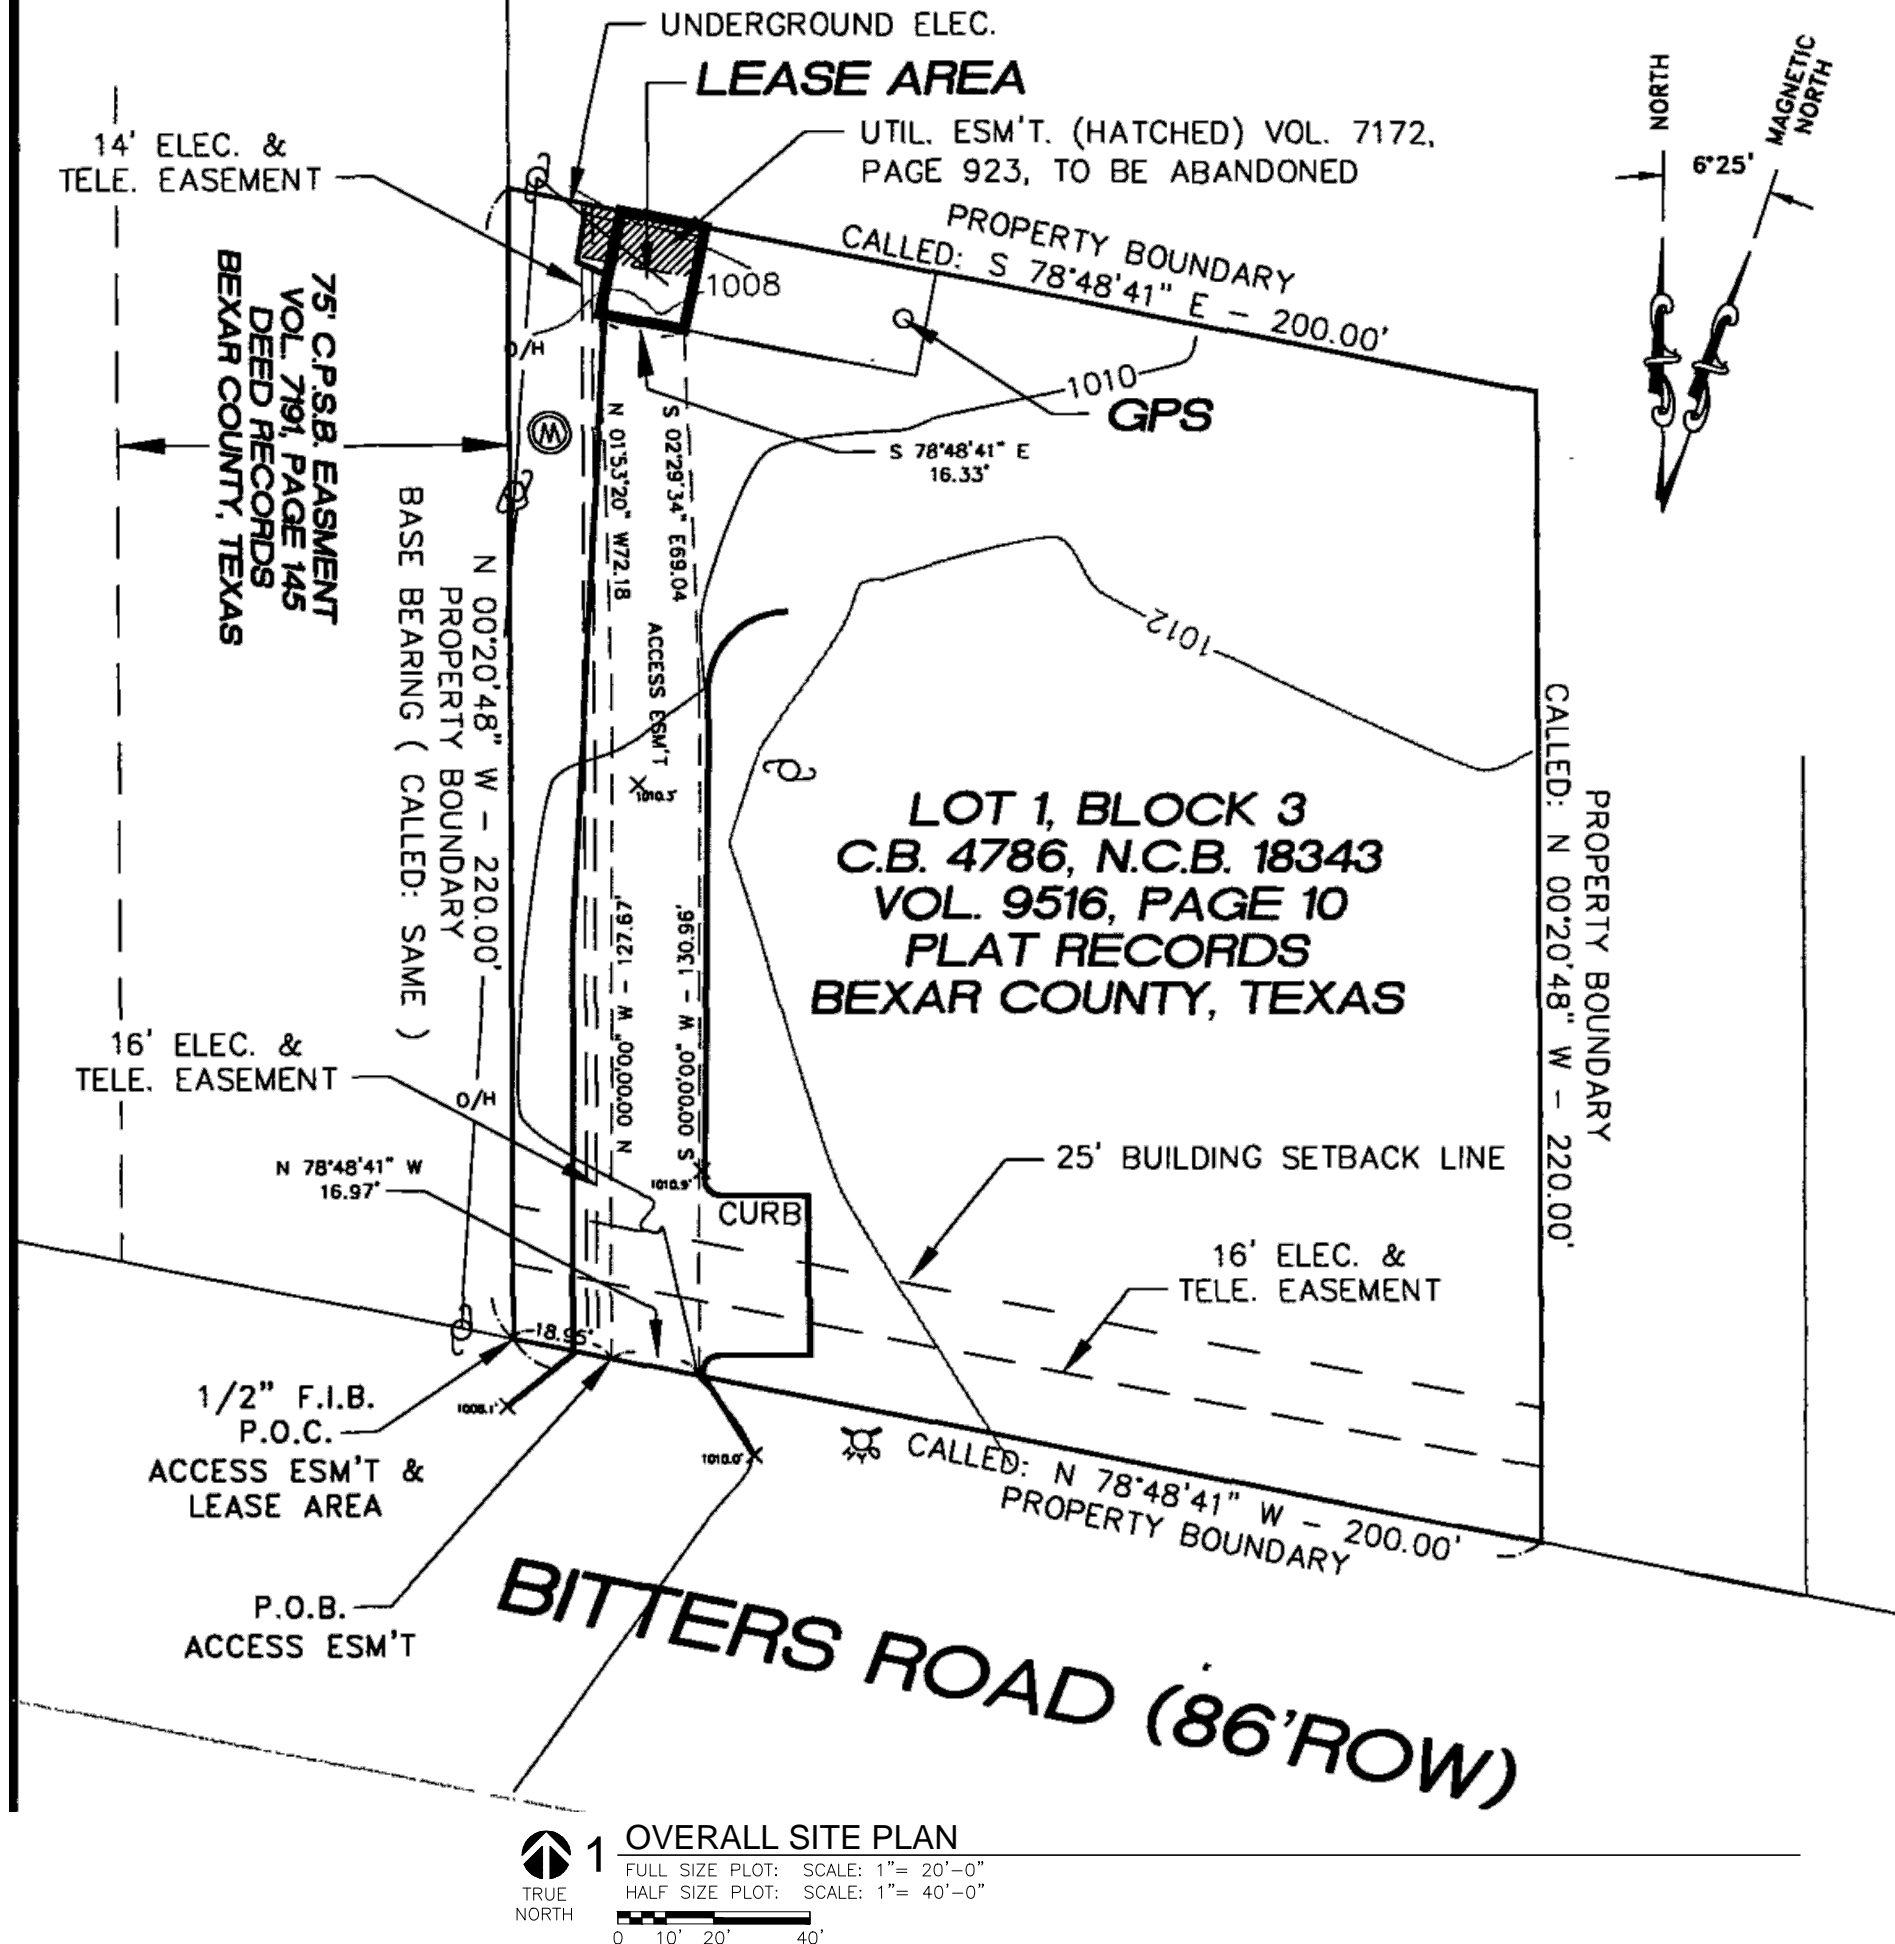 UNDERGROUND ELEC.
LEASE AREA
UTIL. ESM'T. (HATCHED) VOL. 7172,
PAGE 923, TO BE ABANDONED
14' ELEC. &
TELE. EASEMENT
NORTH
MAGNETIC
NORTH
6°25'
PROPERTY BOUNDARY
CALLED: S 78°48'41" E - 200.00'
1008
75' C.P.S.B. EASMENT
VOL. 7191, PAGE 145
DEED RECORDS
BEXAR COUNTY, TEXAS
O/H
W
1010
GPS
S 78°48'41" E
16.33'
N 01°53'20" W72.18
S 02°29'34" E69.04
ACCESS ESM'T
N 00°20'48" W - 220.00'
PROPERTY BOUNDARY
BASE BEARING ( CALLED: SAME )
1012
1010.3'
LOT 1, BLOCK 3
C.B. 4786, N.C.B. 18343
VOL. 9516, PAGE 10
PLAT RECORDS
BEXAR COUNTY, TEXAS
PROPERTY BOUNDARY
CALLED: N 00°20'48" W - 220.00'
N 00°00'00" W - 127.97'
S 00°00'00" W - 130.96'
16' ELEC. &
TELE. EASEMENT
O/H
N 78°48'41" W
16.97'
1010.9'
CURB
25' BUILDING SETBACK LINE
16' ELEC. &
TELE. EASEMENT
18.95'
1/2" F.I.B.
P.O.C.
ACCESS ESM'T &
LEASE AREA
1008.1'
1010.0'
HYD
CALLED: N 78°48'41" W - 200.00'
PROPERTY BOUNDARY
P.O.B.
ACCESS ESM'T
BITTERS ROAD (86'ROW)
1 OVERALL SITE PLAN
FULL SIZE PLOT: SCALE: 1"= 20'-0"
HALF SIZE PLOT: SCALE: 1"= 40'-0"
TRUE
NORTH
0 10' 20' 40'